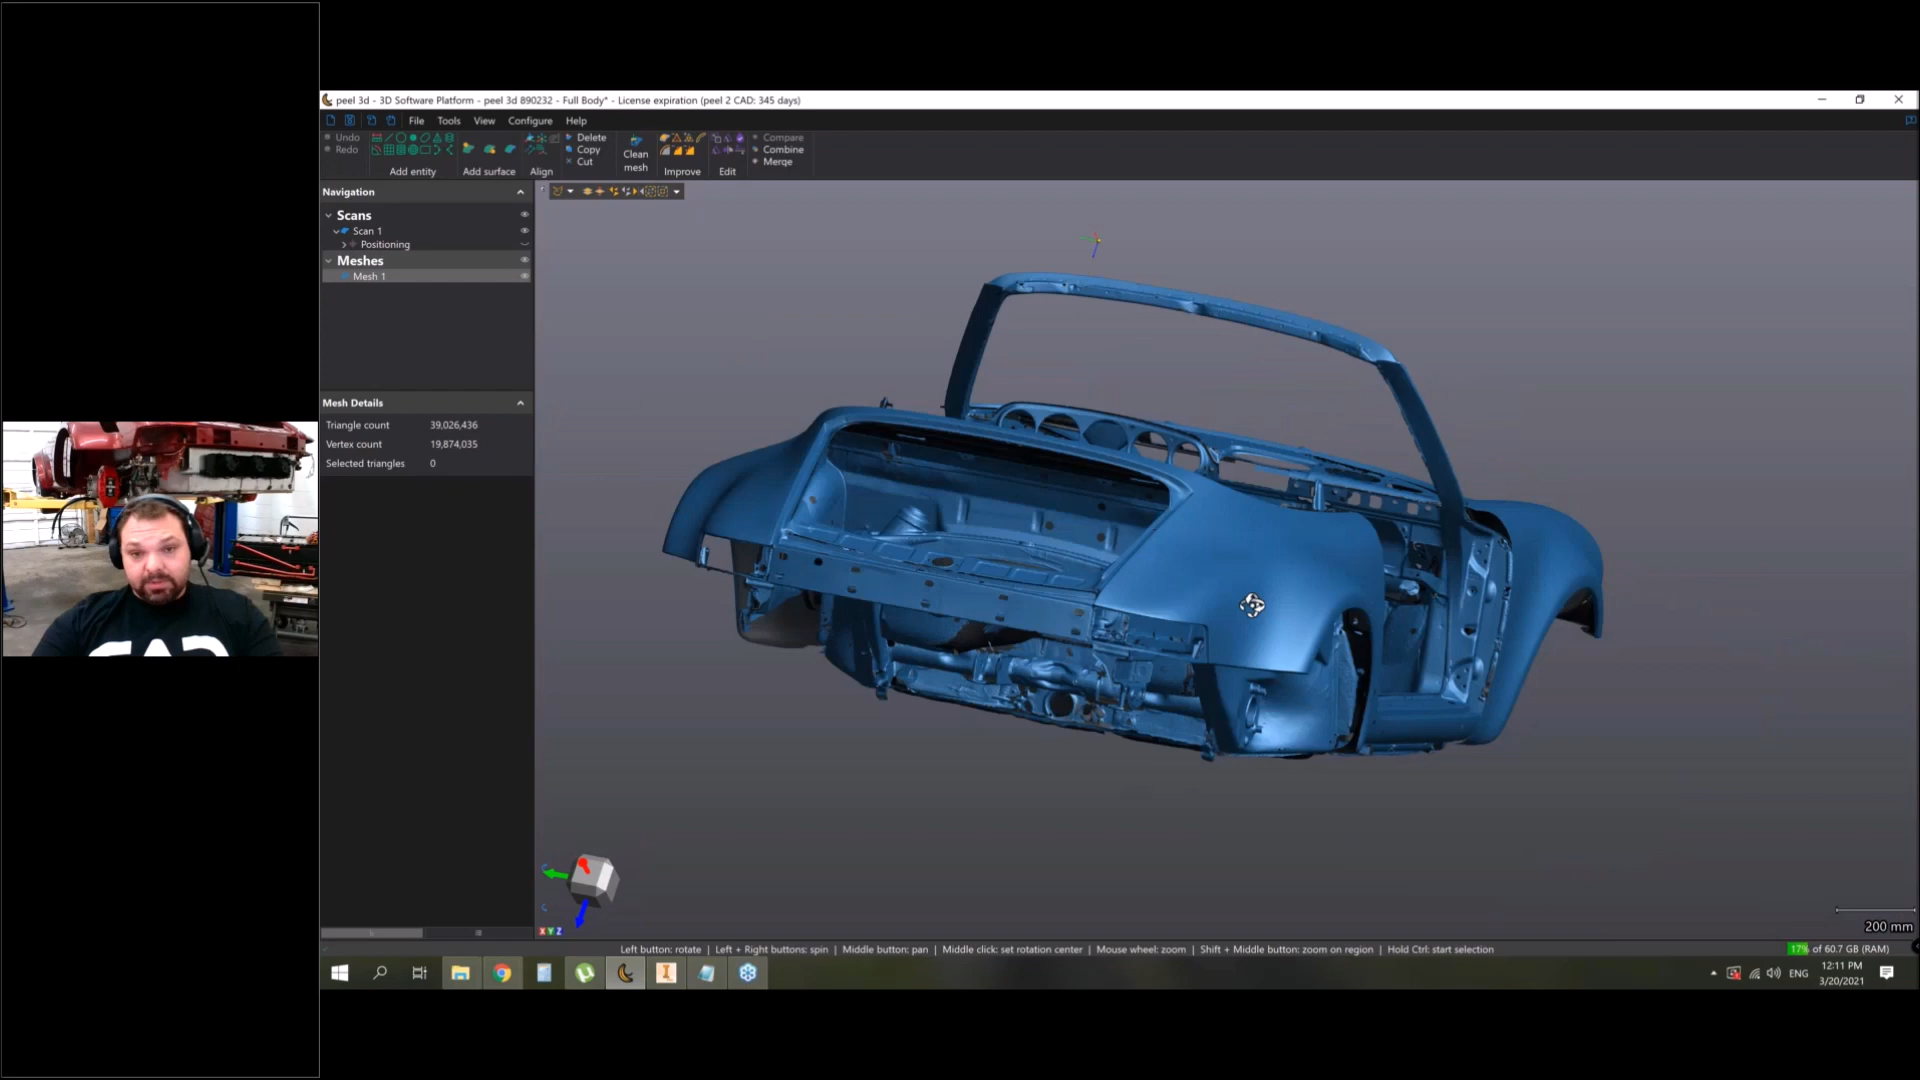 peel 3d - 3D Software Platform - peel 3d 890232 - Full Body* - License expiration (peel 2 CAD: 345 days)
File Tools View Configure Help
Undo
Redo
Add entity
Add surface
Align
Delete
Copy
Cut
Clean
mesh
Improve
Edit
Compare
Combine
Merge
Navigation
Scans
Scan 1
Positioning
Meshes
Mesh 1
Mesh Details
Triangle count 39,026,436
Vertex count 19,874,035
Selected triangles 0
X Y Z
200 mm
Left button: rotate | Left + Right buttons: spin | Middle button: pan | Middle click: set rotation center | Mouse wheel: zoom | Shift + Middle button: zoom on region | Hold Ctrl: start selection
17% of 60.7 GB (RAM)
ENG
12:11 PM
3/20/2021